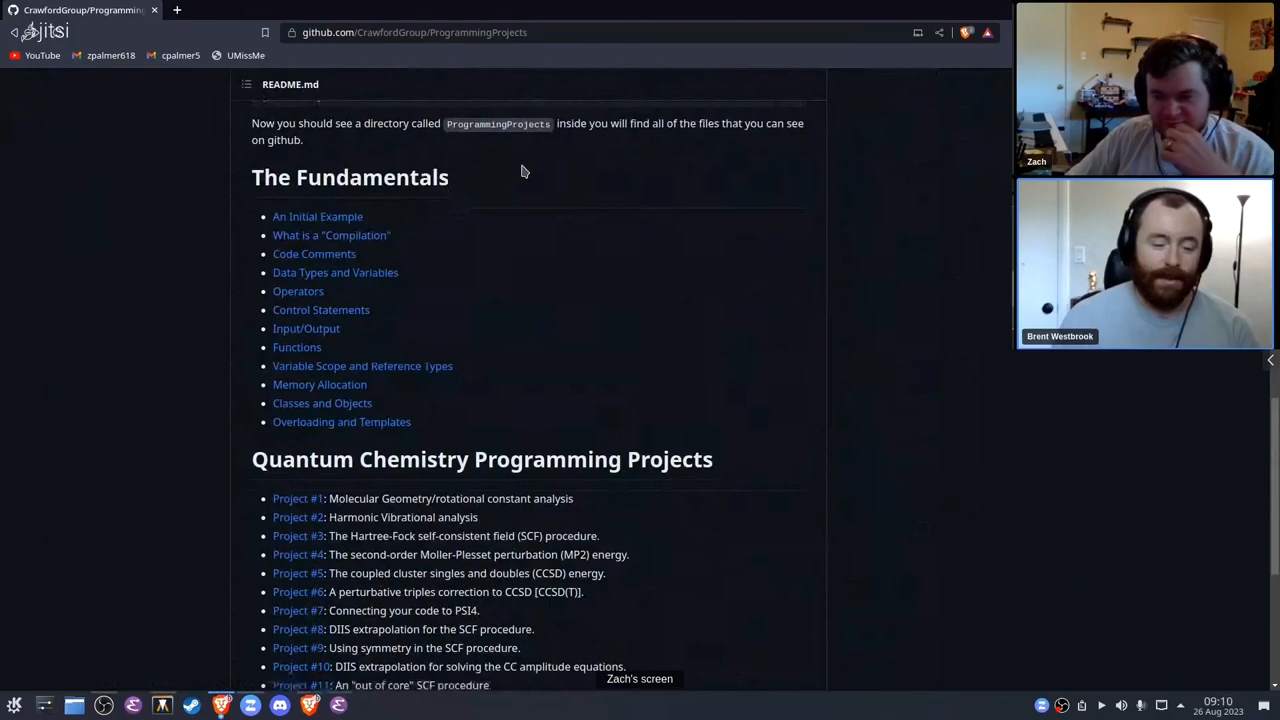 CrawfordGroup/Programming
jitsi
github.com/CrawfordGroup/ProgrammingProjects
YouTube
zpalmer618
cpalmer5
UMissMe
README.md
Now you should see a directory called ProgrammingProjects inside you will find all of the files that you can see
on github.
The Fundamentals
An Initial Example
What is a "Compilation"
Code Comments
Data Types and Variables
Operators
Control Statements
Input/Output
Functions
Variable Scope and Reference Types
Memory Allocation
Classes and Objects
Overloading and Templates
Quantum Chemistry Programming Projects
Project #1: Molecular Geometry/rotational constant analysis
Project #2: Harmonic Vibrational analysis
Project #3: The Hartree-Fock self-consistent field (SCF) procedure.
Project #4: The second-order Moller-Plesset perturbation (MP2) energy.
Project #5: The coupled cluster singles and doubles (CCSD) energy.
Project #6: A perturbative triples correction to CCSD [CCSD(T)].
Project #7: Connecting your code to PSI4.
Project #8: DIIS extrapolation for the SCF procedure.
Project #9: Using symmetry in the SCF procedure.
Project #10: DIIS extrapolation for solving the CC amplitude equations.
Project #11: An "out of core" SCF procedure
Zach's screen
Zach
Brent Westbrook
09:10
26 Aug 2023